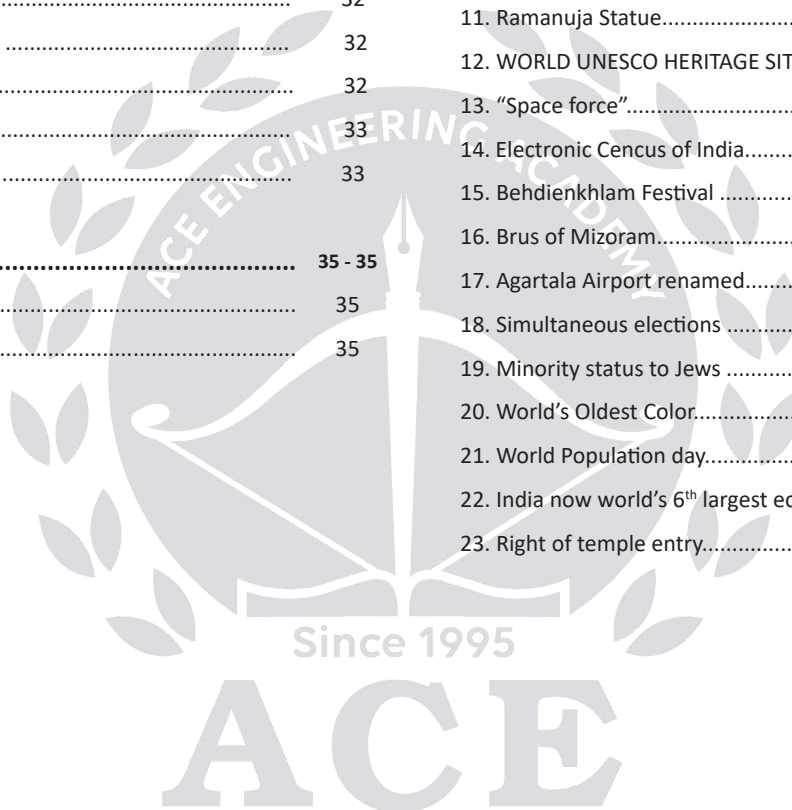 ........................................ 32
........................................ 32
........................................ 32
........................................ 33
........................................ 33
........................................ 35 - 35
........................................ 35
........................................ 35
11. Ramanuja Statue........................
12. WORLD UNESCO HERITAGE SIT
13. “Space force”........................
14. Electronic Cencus of India........
15. Behdienkhlam Festival ............
16. Brus of Mizoram........................
17. Agartala Airport renamed........
18. Simultaneous elections ............
19. Minority status to Jews ............
20. World’s Oldest Color................
21. World Population day................
22. India now world’s 6th largest ec
23. Right of temple entry................
ACE ENGINEERING ACADEMY
Since 1995
ACE